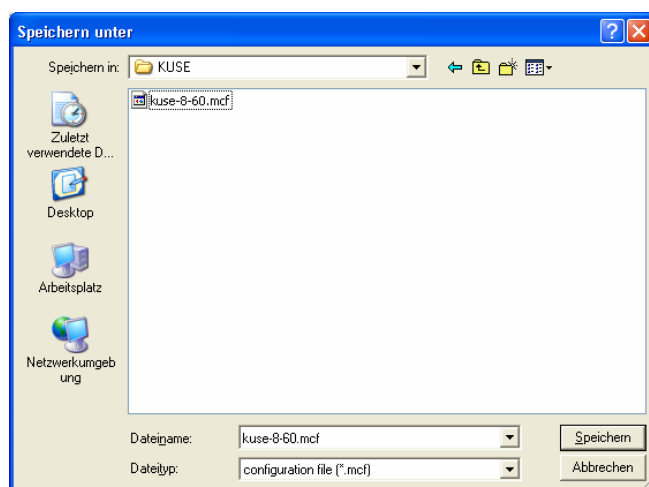 Speichern unter
Speichern in:
KUSE
kuse-8-60.mcf
Zuletzt
verwendete D...
Desktop
Arbeitsplatz
Netzwerkumgeb
ung
Dateiname:
kuse-8-60.mcf
Speichern
Dateityp:
configuration file (*.mcf)
Abbrechen